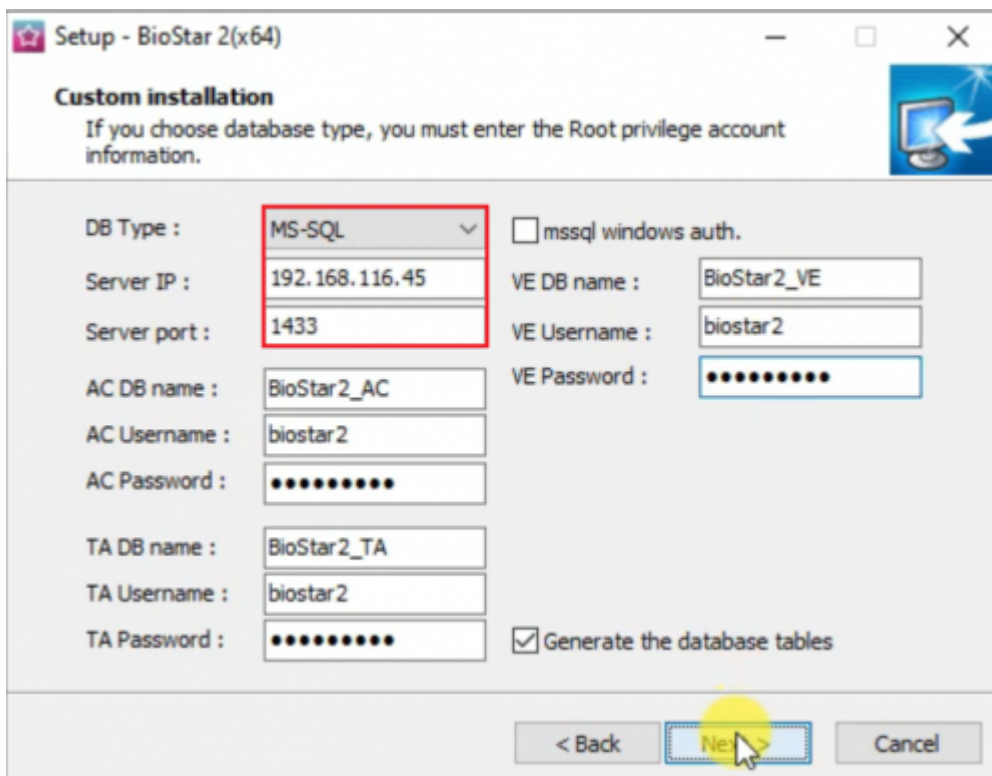 Setup - BioStar 2(x64)
Custom installation
If you choose database type, you must enter the Root privilege account
information.
DB Type :
MS-SQL
mssql windows auth.
Server IP :
192.168.116.45
VE DB name :
BioStar2_VE
Server port :
1433
VE Username :
biostar2
VE Password :
●●●●●●●●●
AC DB name :
BioStar2_AC
AC Username :
biostar2
AC Password :
●●●●●●●●●
TA DB name :
BioStar2_TA
TA Username :
biostar2
TA Password :
●●●●●●●●●
Generate the database tables
< Back
Next >
Cancel